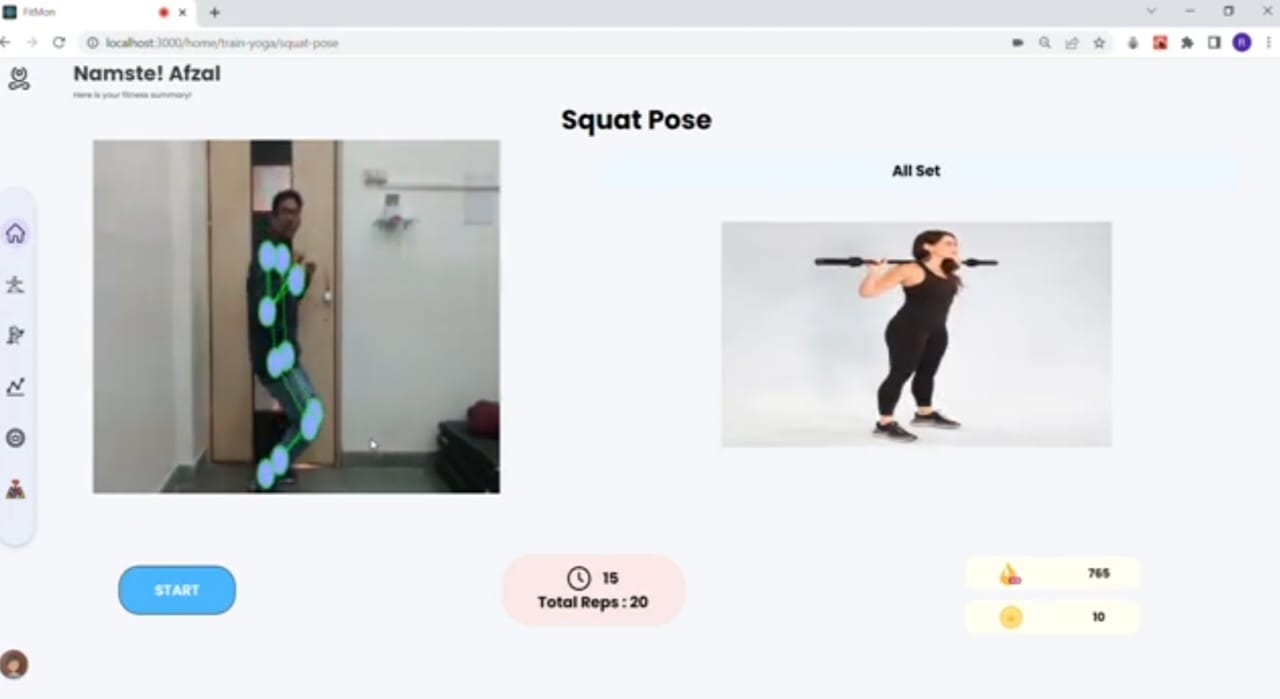 FitMon
localhost:3000/home/train-yoga/squat-pose
Namste! Afzal
Here is your fitness summary!
Squat Pose
All Set
START
15
Total Reps : 20
765
10